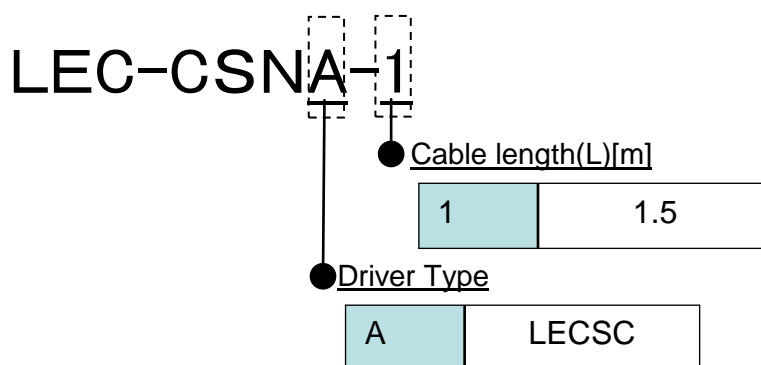 LEC-CSNA-1
Cable length(L)[m]
1 1.5
Driver Type
A LECSC